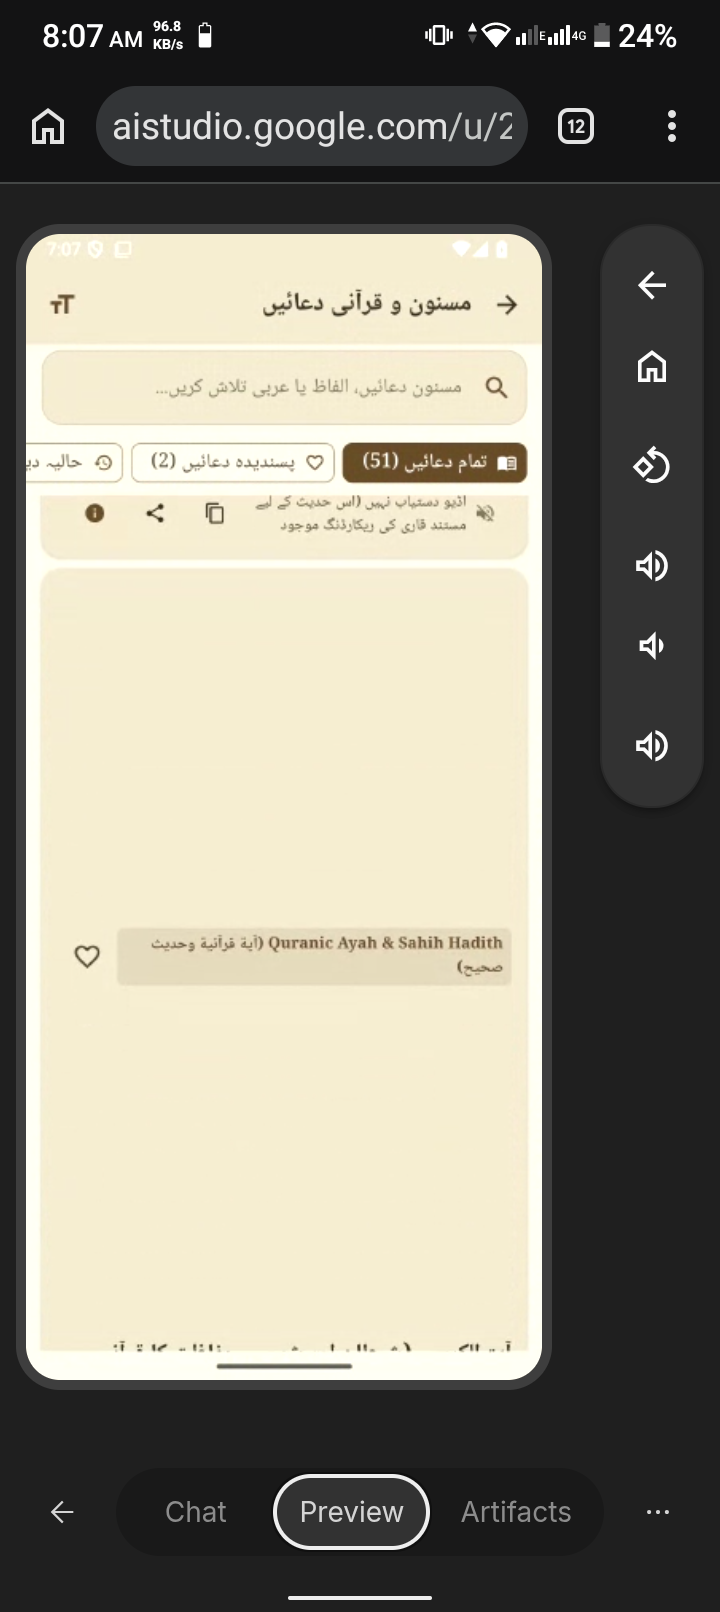 8:07 AM 96.8 KB/s 4G 24%
aistudio.google.com/u/2
12
7:07
مسنون و قرآنی دعائیں
مسنون دعائیں، الفاظ یا عربی تلاش کریں...
تمام دعائیں (51)
پسندیدہ دعائیں (2)
حالیہ
اڈیو دستیاب نہیں (اس حدیث کے لیے
مستند قاری کی ریکارڈنگ موجود
Quranic Ayah & Sahih Hadith (آية قرآنية وحديث
صحيح)
Chat
Preview
Artifacts